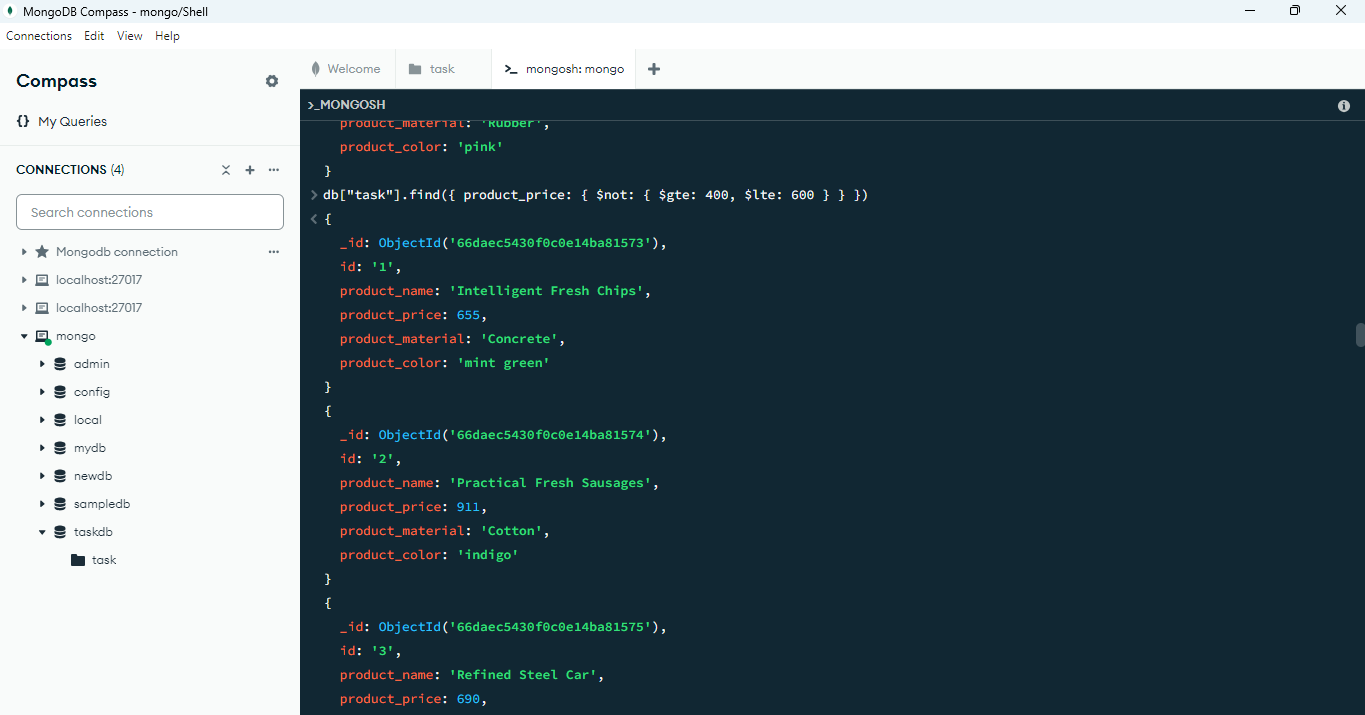 MongoDB Compass - mongo/Shell
Connections Edit View Help
Compass
{} My Queries
CONNECTIONS (4)
Search connections
Mongodb connection
localhost:27017
localhost:27017
mongo
admin
config
local
mydb
newdb
sampledb
taskdb
task
Welcome
task
>_ mongosh: mongo
>_MONGOSH
product_material: 'Rubber',
product_color: 'pink'
}
> db["task"].find({ product_price: { $not: { $gte: 400, $lte: 600 } } })
< {
_id: ObjectId('66daec5430f0c0e14ba81573'),
id: '1',
product_name: 'Intelligent Fresh Chips',
product_price: 655,
product_material: 'Concrete',
product_color: 'mint green'
}
{
_id: ObjectId('66daec5430f0c0e14ba81574'),
id: '2',
product_name: 'Practical Fresh Sausages',
product_price: 911,
product_material: 'Cotton',
product_color: 'indigo'
}
{
_id: ObjectId('66daec5430f0c0e14ba81575'),
id: '3',
product_name: 'Refined Steel Car',
product_price: 690,